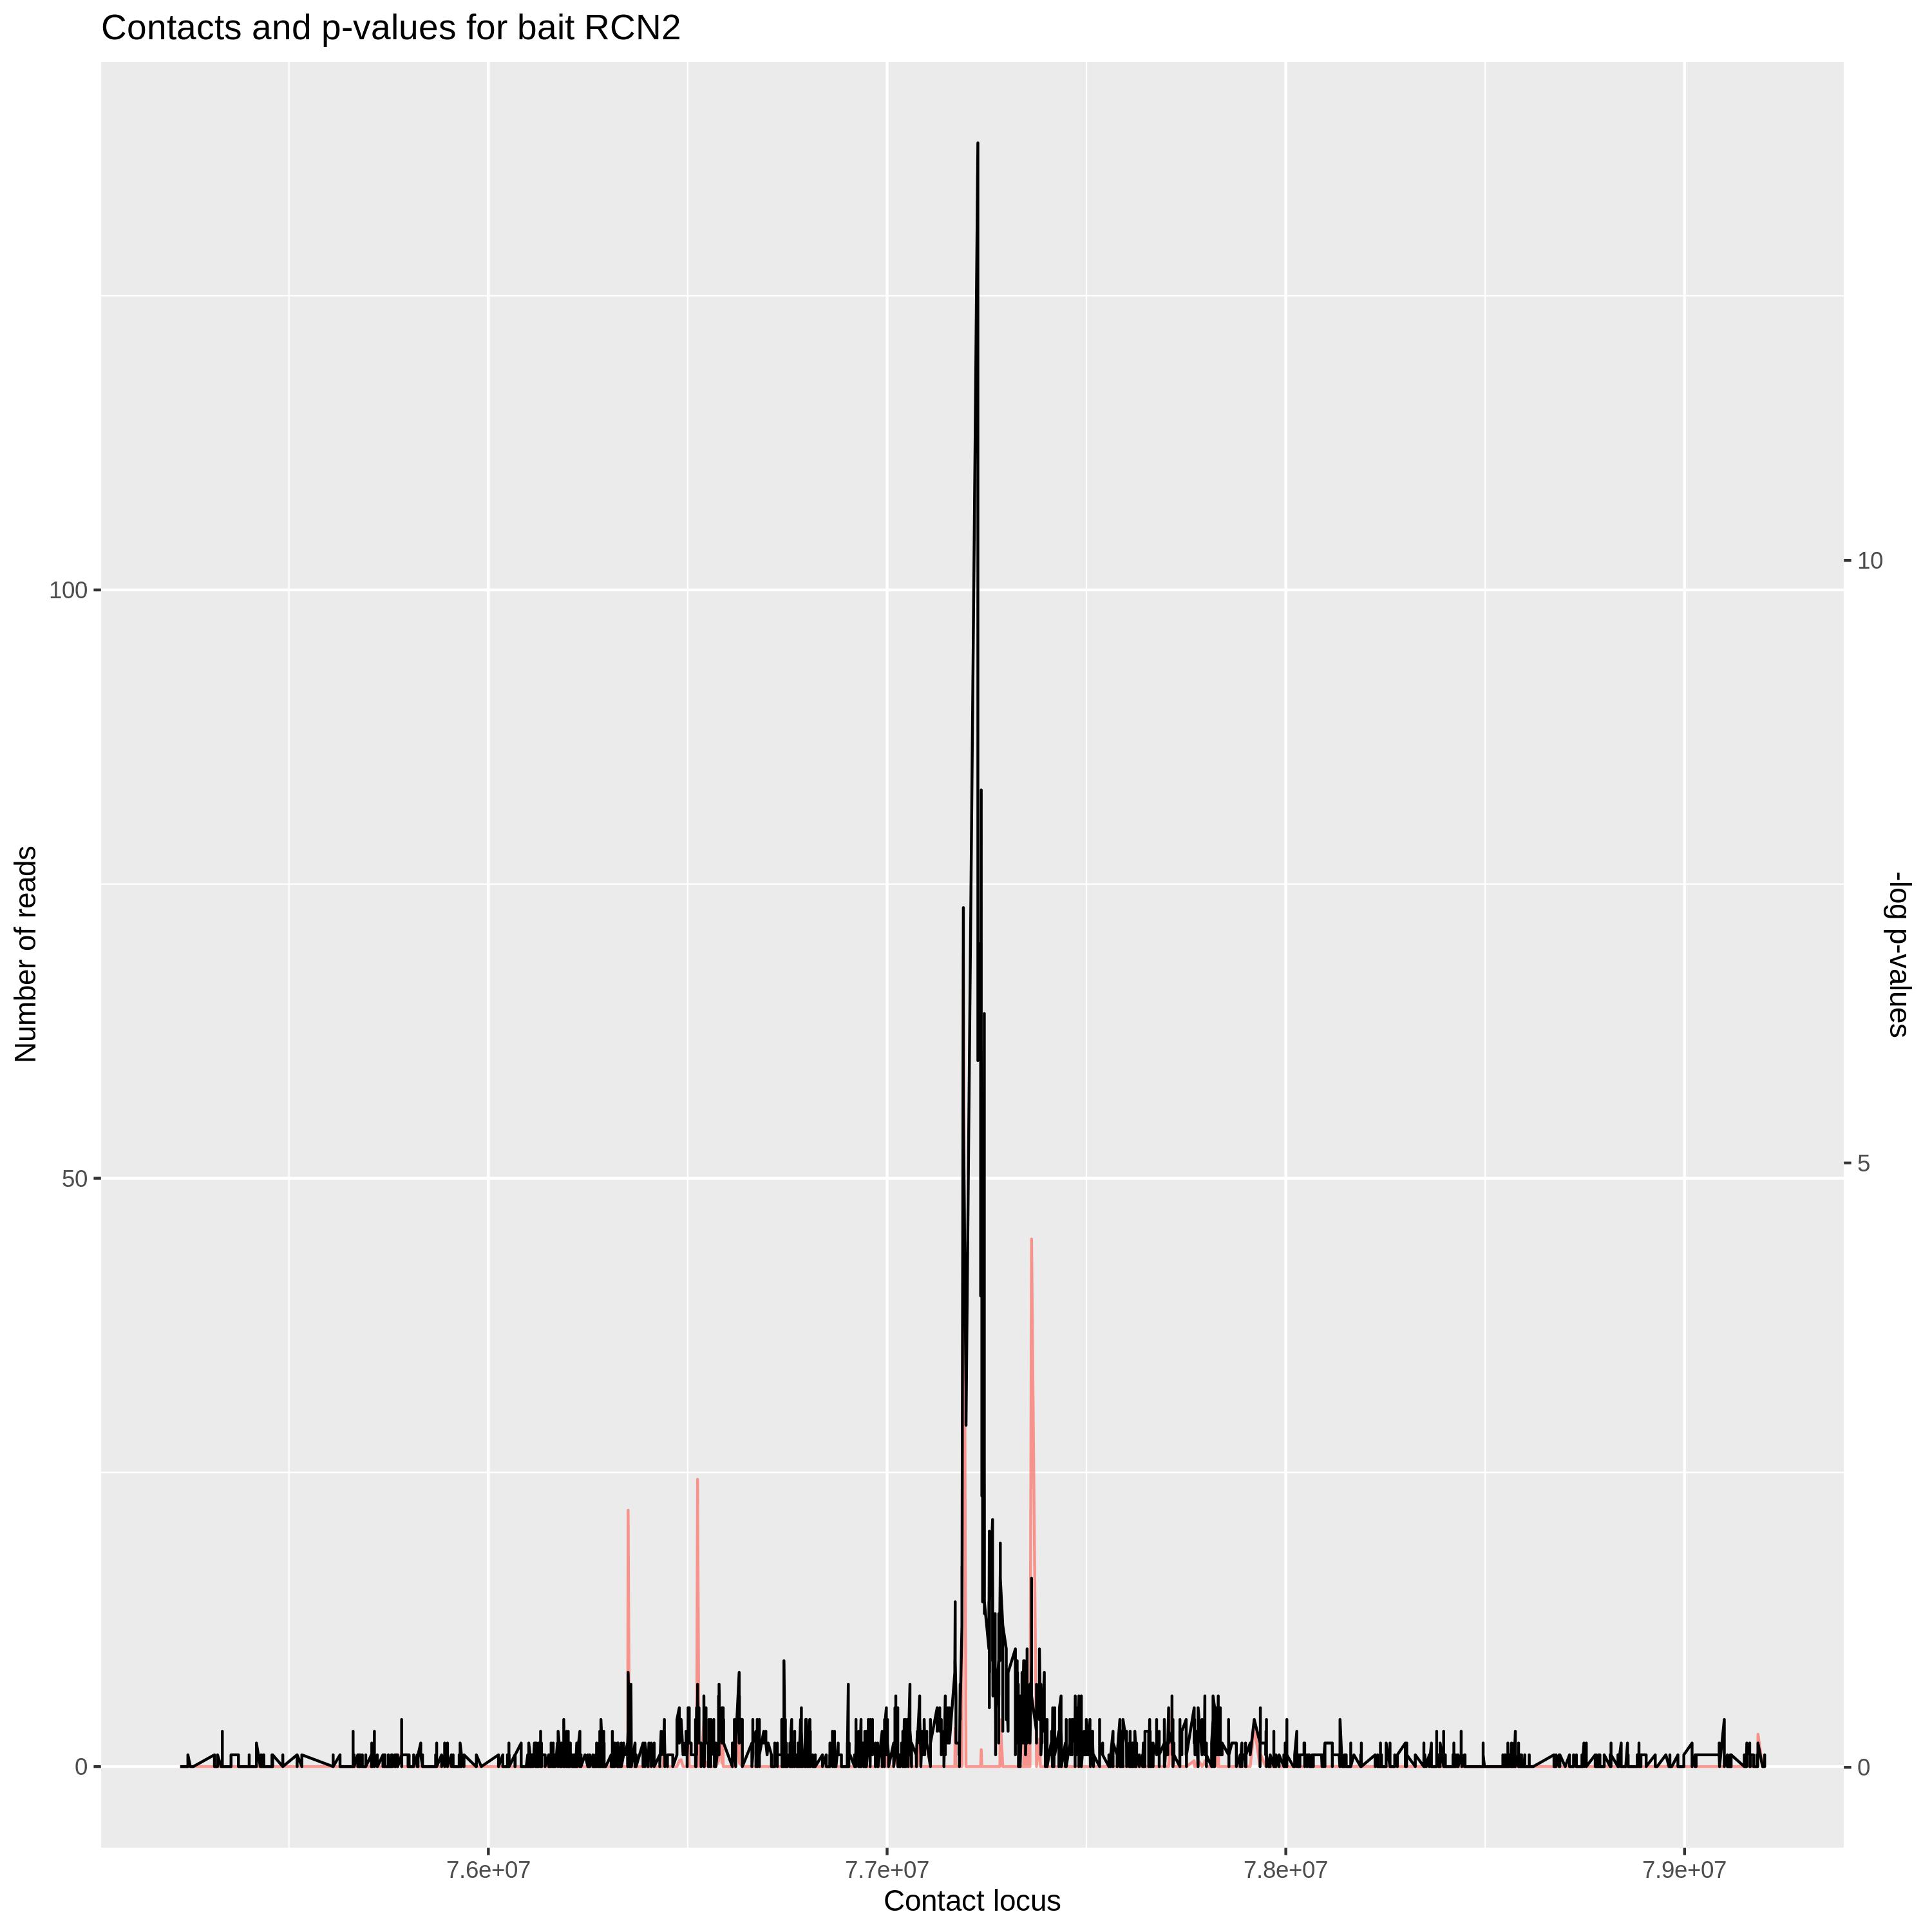 Contacts and p-values for bait RCN2
Number of reads
100
50
0
10
5
0
-log p-values
7.6e+07
7.7e+07
7.8e+07
7.9e+07
Contact locus